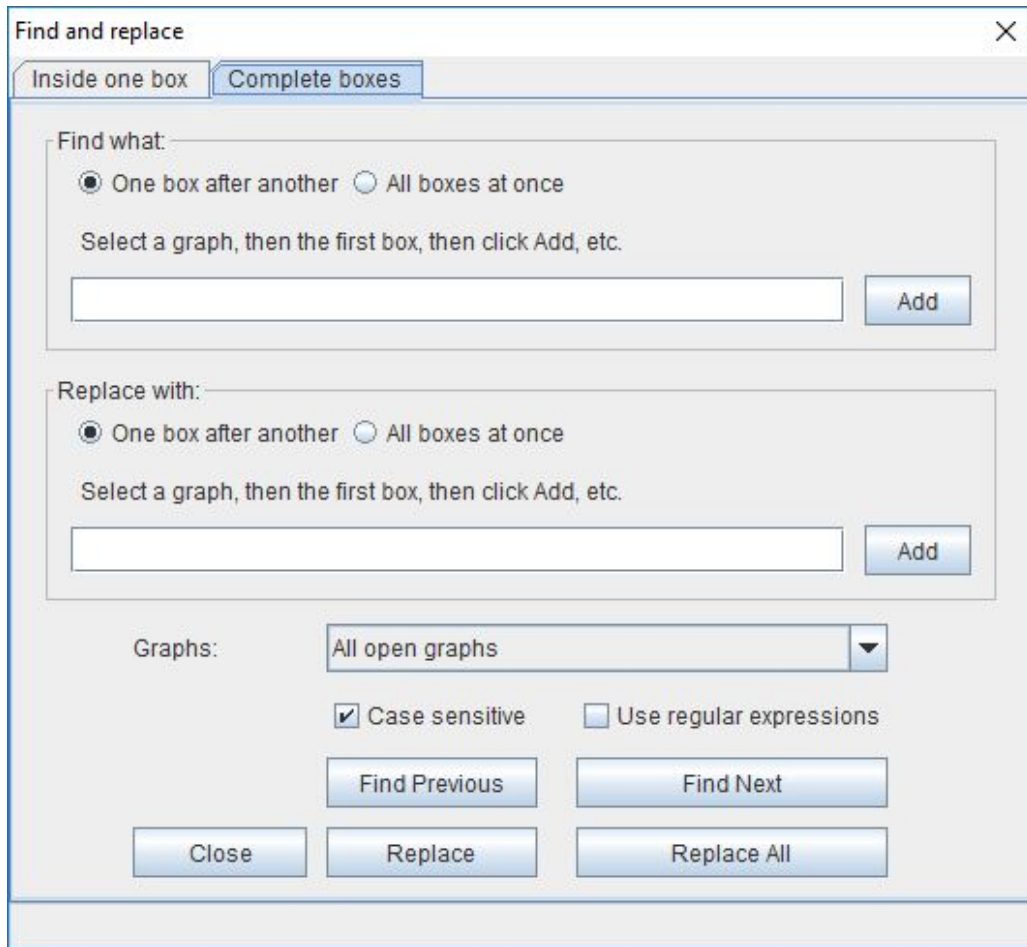 Find and replace
Inside one box Complete boxes
Find what:
One box after another All boxes at once
Select a graph, then the first box, then click Add, etc.
Add
Replace with:
One box after another All boxes at once
Select a graph, then the first box, then click Add, etc.
Add
Graphs: All open graphs
Case sensitive Use regular expressions
Find Previous Find Next
Close Replace Replace All